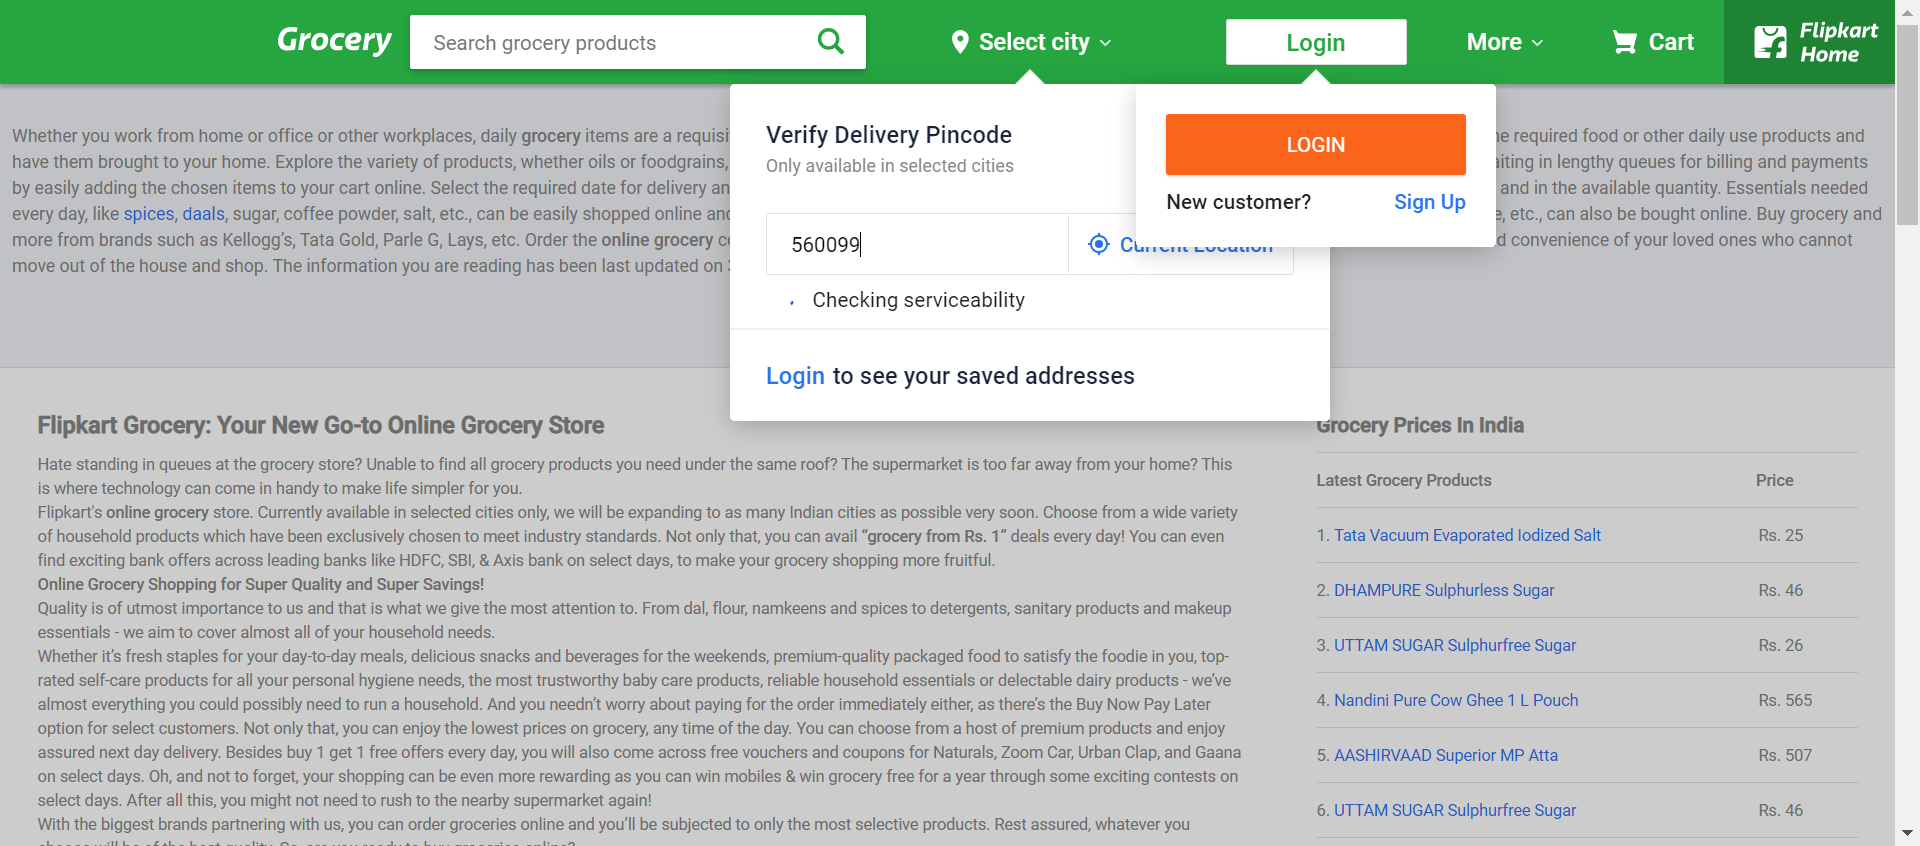 Grocery
Search grocery products
Select city
Login
More
Cart
Flipkart
Home
Whether you work from home or office or other workplaces, daily grocery items are a requisi
have them brought to your home. Explore the variety of products, whether oils or foodgrains,
by easily adding the chosen items to your cart online. Select the required date for delivery an
every day, like spices, daals, sugar, coffee powder, salt, etc., can be easily shopped online and
more from brands such as Kellogg's, Tata Gold, Parle G, Lays, etc. Order the online grocery co
move out of the house and shop. The information you are reading has been last updated on
e required food or other daily use products and
aiting in lengthy queues for billing and payments
and in the available quantity. Essentials needed
e, etc., can also be bought online. Buy grocery and
d convenience of your loved ones who cannot
Verify Delivery Pincode
Only available in selected cities
560099
Current Location
Checking serviceability
Login to see your saved addresses
LOGIN
New customer?
Sign Up
Flipkart Grocery: Your New Go-to Online Grocery Store
Hate standing in queues at the grocery store? Unable to find all grocery products you need under the same roof? The supermarket is too far away from your home? This
is where technology can come in handy to make life simpler for you.
Flipkart's online grocery store. Currently available in selected cities only, we will be expanding to as many Indian cities as possible very soon. Choose from a wide variety
of household products which have been exclusively chosen to meet industry standards. Not only that, you can avail “grocery from Rs. 1” deals every day! You can even
find exciting bank offers across leading banks like HDFC, SBI, & Axis bank on select days, to make your grocery shopping more fruitful.
Online Grocery Shopping for Super Quality and Super Savings!
Quality is of utmost importance to us and that is what we give the most attention to. From dal, flour, namkeens and spices to detergents, sanitary products and makeup
essentials - we aim to cover almost all of your household needs.
Whether it’s fresh staples for your day-to-day meals, delicious snacks and beverages for the weekends, premium-quality packaged food to satisfy the foodie in you, top-
rated self-care products for all your personal hygiene needs, the most trustworthy baby care products, reliable household essentials or delectable dairy products - we’ve
almost everything you could possibly need to run a household. And you needn’t worry about paying for the order immediately either, as there’s the Buy Now Pay Later
option for select customers. Not only that, you can enjoy the lowest prices on grocery, any time of the day. You can choose from a host of premium products and enjoy
assured next day delivery. Besides buy 1 get 1 free offers every day, you will also come across free vouchers and coupons for Naturals, Zoom Car, Urban Clap, and Gaana
on select days. Oh, and not to forget, your shopping can be even more rewarding as you can win mobiles & win grocery free for a year through some exciting contests on
select days. After all this, you might not need to rush to the nearby supermarket again!
With the biggest brands partnering with us, you can order groceries online and you’ll be subjected to only the most selective products. Rest assured, whatever you
Grocery Prices In India
Latest Grocery Products Price
1. Tata Vacuum Evaporated Iodized Salt Rs. 25
2. DHAMPURE Sulphurless Sugar Rs. 46
3. UTTAM SUGAR Sulphurfree Sugar Rs. 26
4. Nandini Pure Cow Ghee 1 L Pouch Rs. 565
5. AASHIRVAAD Superior MP Atta Rs. 507
6. UTTAM SUGAR Sulphurfree Sugar Rs. 46